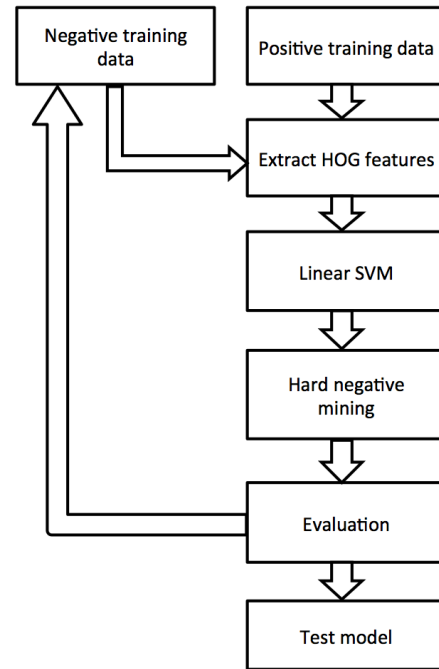 Negative training
data
Positive training data
Extract HOG features
Linear SVM
Hard negative
mining
Evaluation
Test model